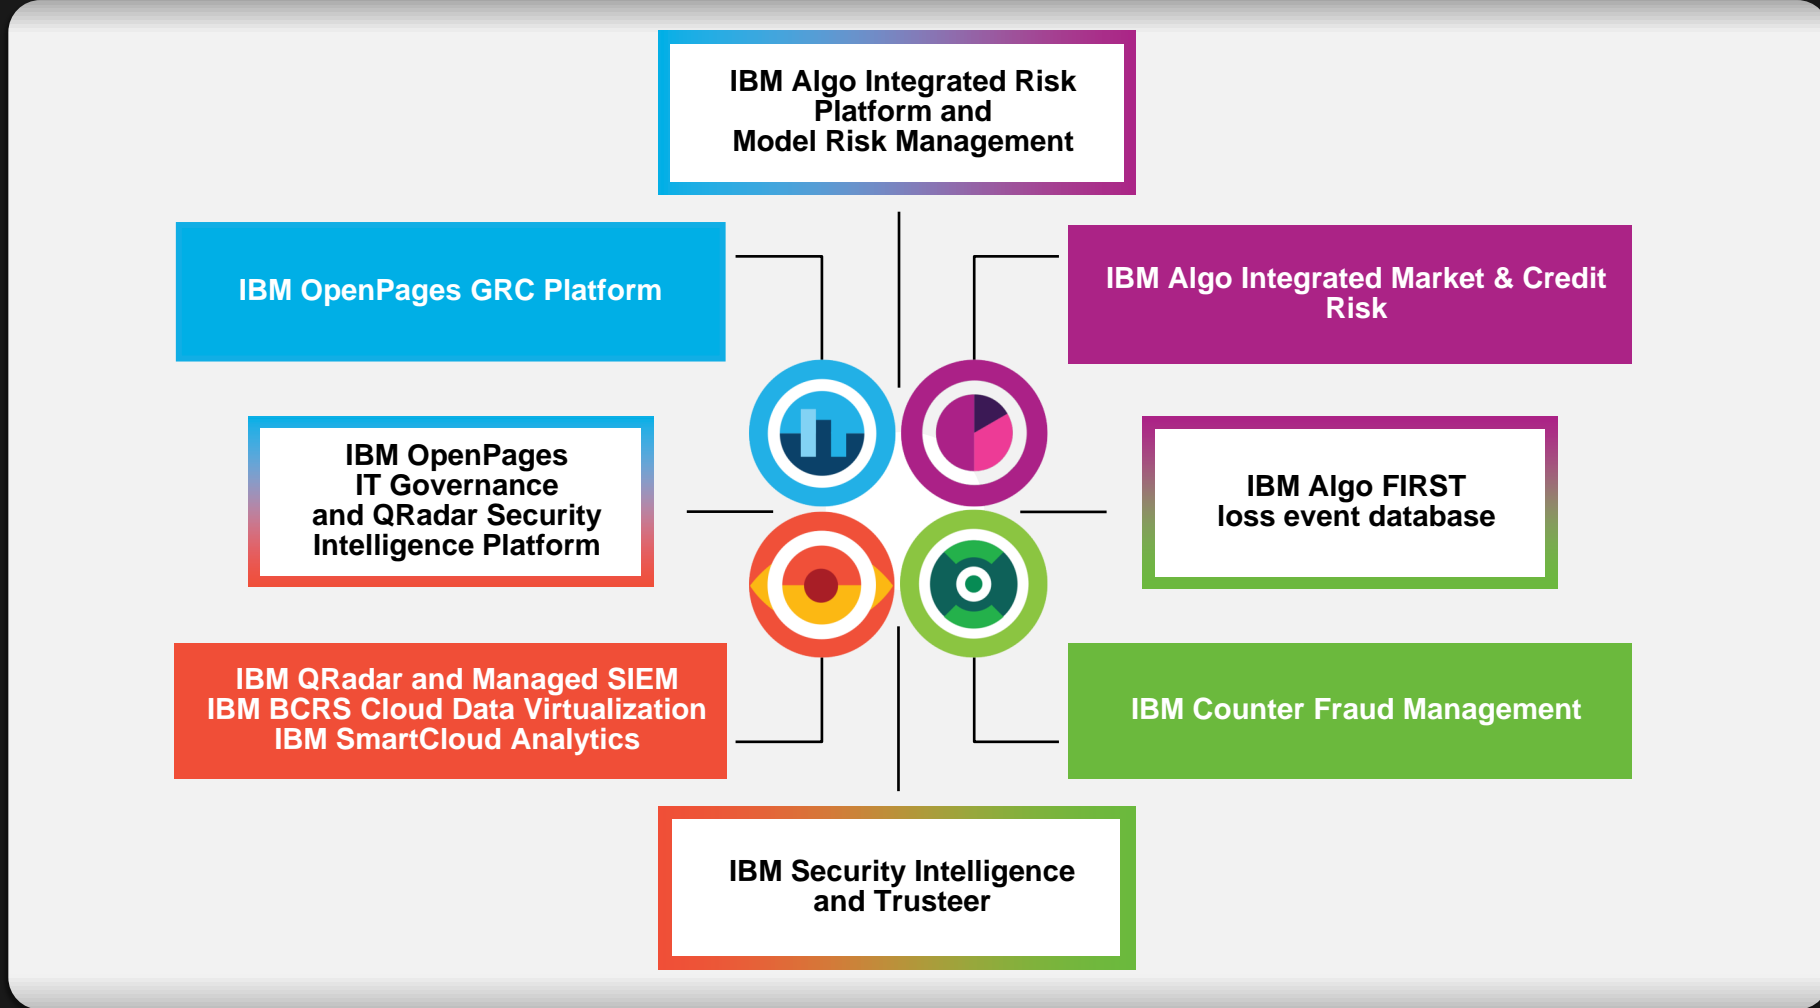 IBM Algo Integrated Risk
Platform and
Model Risk Management
IBM OpenPages GRC Platform
IBM Algo Integrated Market & Credit
Risk
IBM OpenPages
IT Governance
and QRadar Security
Intelligence Platform
IBM Algo FIRST
loss event database
IBM QRadar and Managed SIEM
IBM BCRS Cloud Data Virtualization
IBM SmartCloud Analytics
IBM Counter Fraud Management
IBM Security Intelligence
and Trusteer